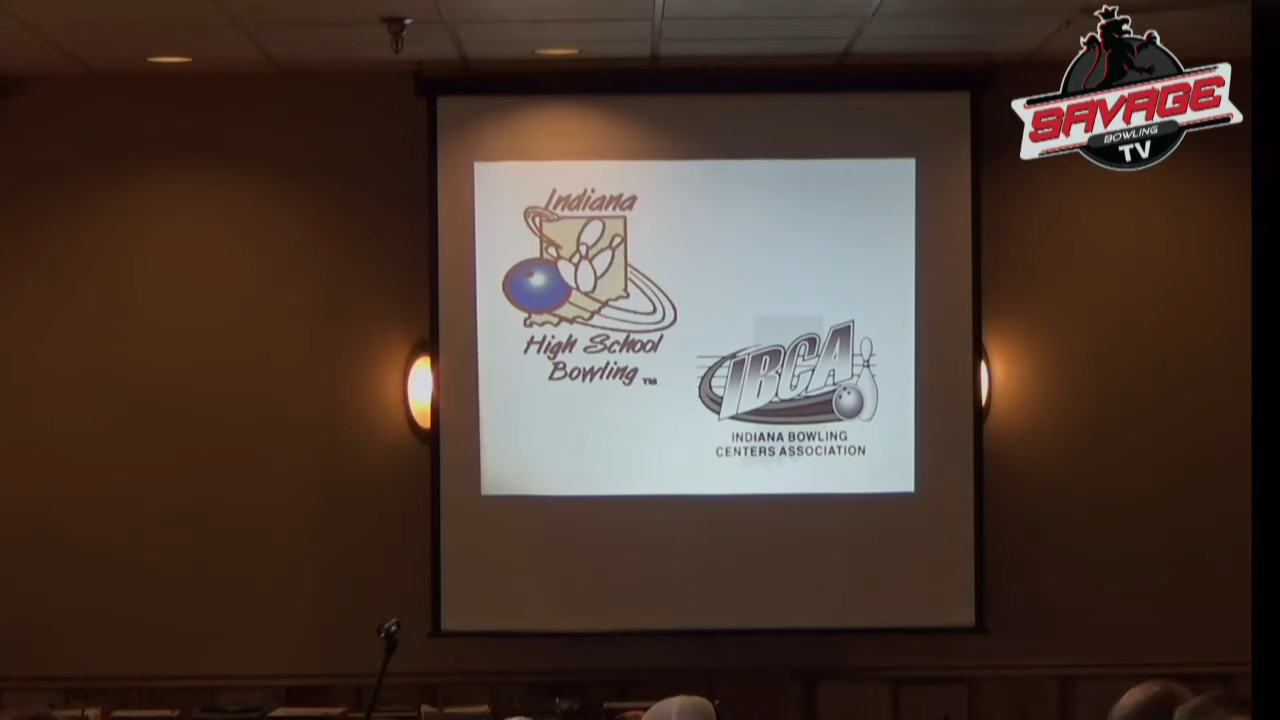 SAVAGE
BOWLING
TV
Indiana
High School
Bowling TM
IBCA
INDIANA BOWLING
CENTERS ASSOCIATION